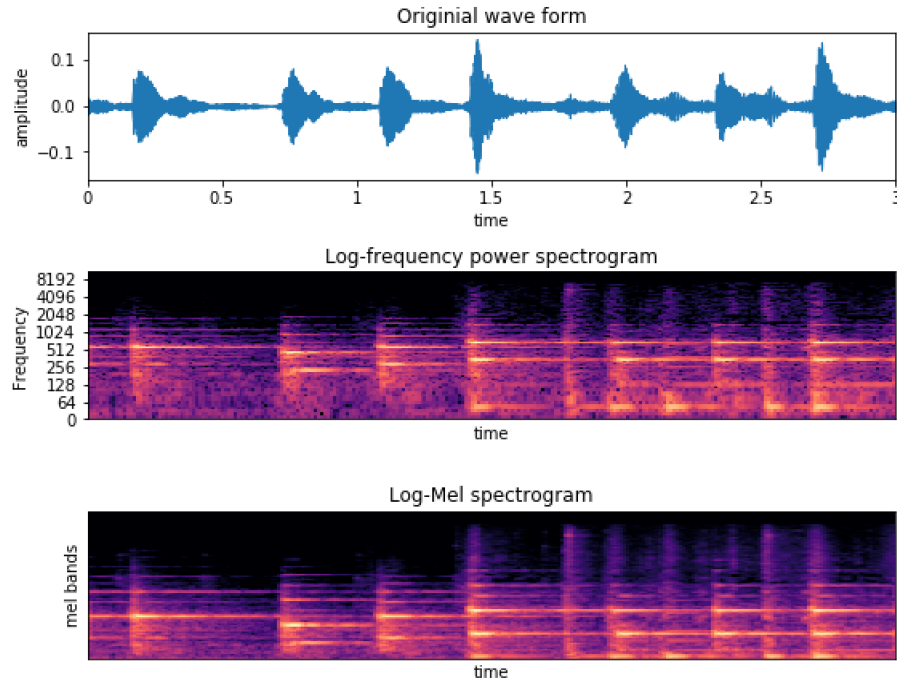 Originial wave form
amplitude
0.1
0.0
−0.1
0 0.5 1 1.5 2 2.5 3
time
Log-frequency power spectrogram
Frequency
8192
4096
2048
1024
512
256
128
64
0
time
Log-Mel spectrogram
mel bands
time